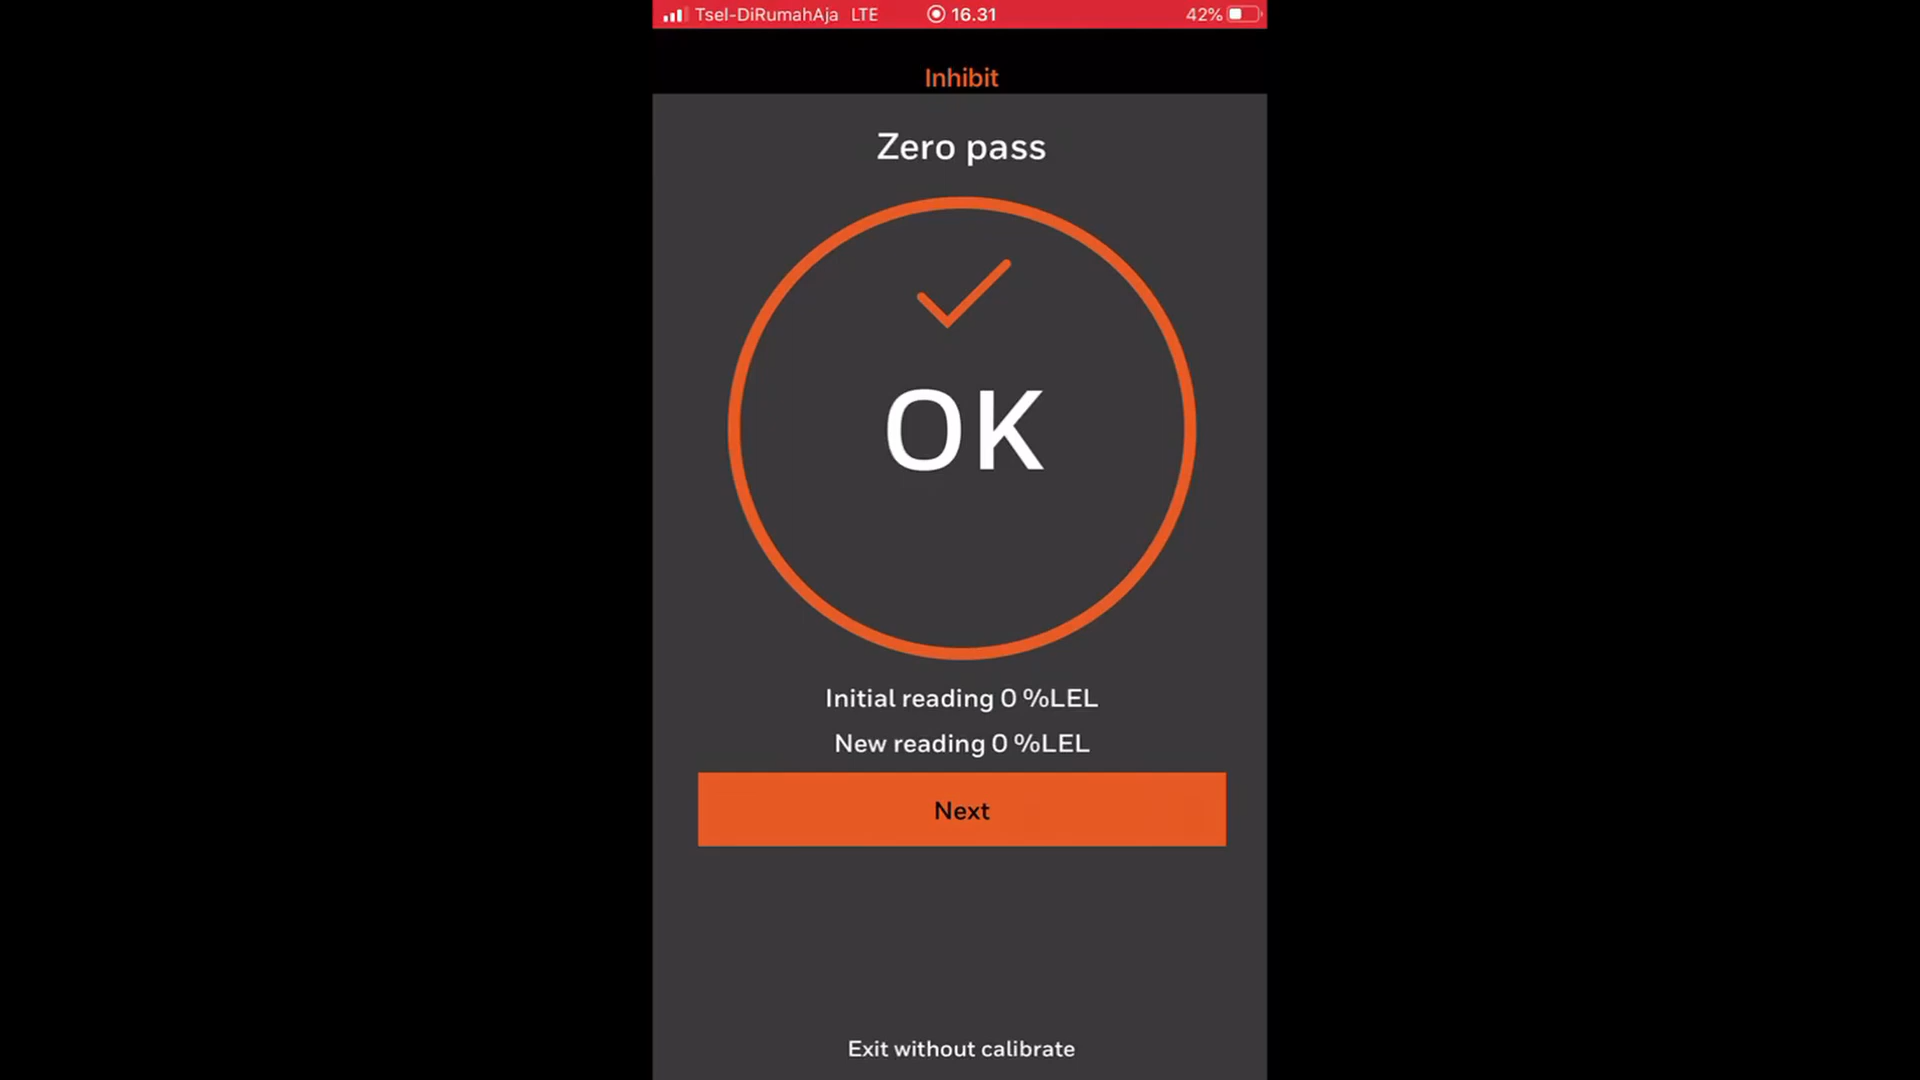 Tsel-DiRumahAja LTE 16.31 42%
Inhibit
Zero pass
OK
Initial reading 0 %LEL
New reading 0 %LEL
Next
Exit without calibrate